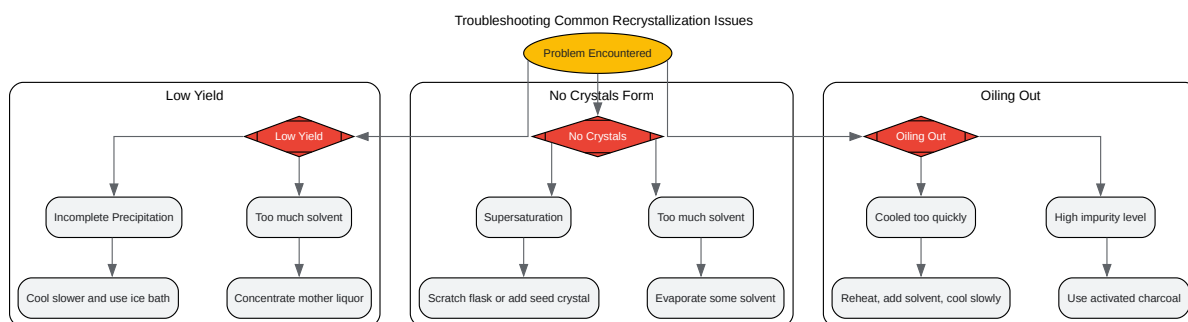 Troubleshooting Common Recrystallization Issues
Problem Encountered
Low Yield
No Crystals Form
Oiling Out
Low Yield
No Crystals
Oiling Out
Incomplete Precipitation
Too much solvent
Supersaturation
Too much solvent
Cooled too quickly
High impurity level
Cool slower and use ice bath
Concentrate mother liquor
Scratch flask or add seed crystal
Evaporate some solvent
Reheat, add solvent, cool slowly
Use activated charcoal